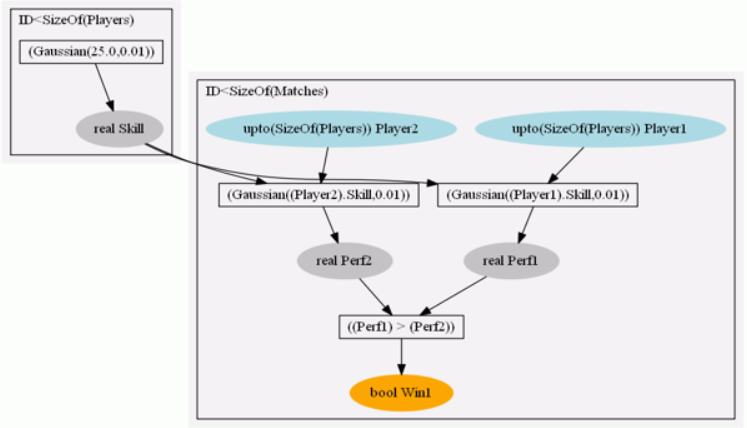 ID<SizeOf(Players)
(Gaussian(25.0,0.01))
real Skill
ID<SizeOf(Matches)
upto(SizeOf(Players)) Player2
upto(SizeOf(Players)) Player1
(Gaussian((Player2).Skill,0.01))
(Gaussian((Player1).Skill,0.01))
real Perf2
real Perf1
((Perf1) > (Perf2))
bool Win1